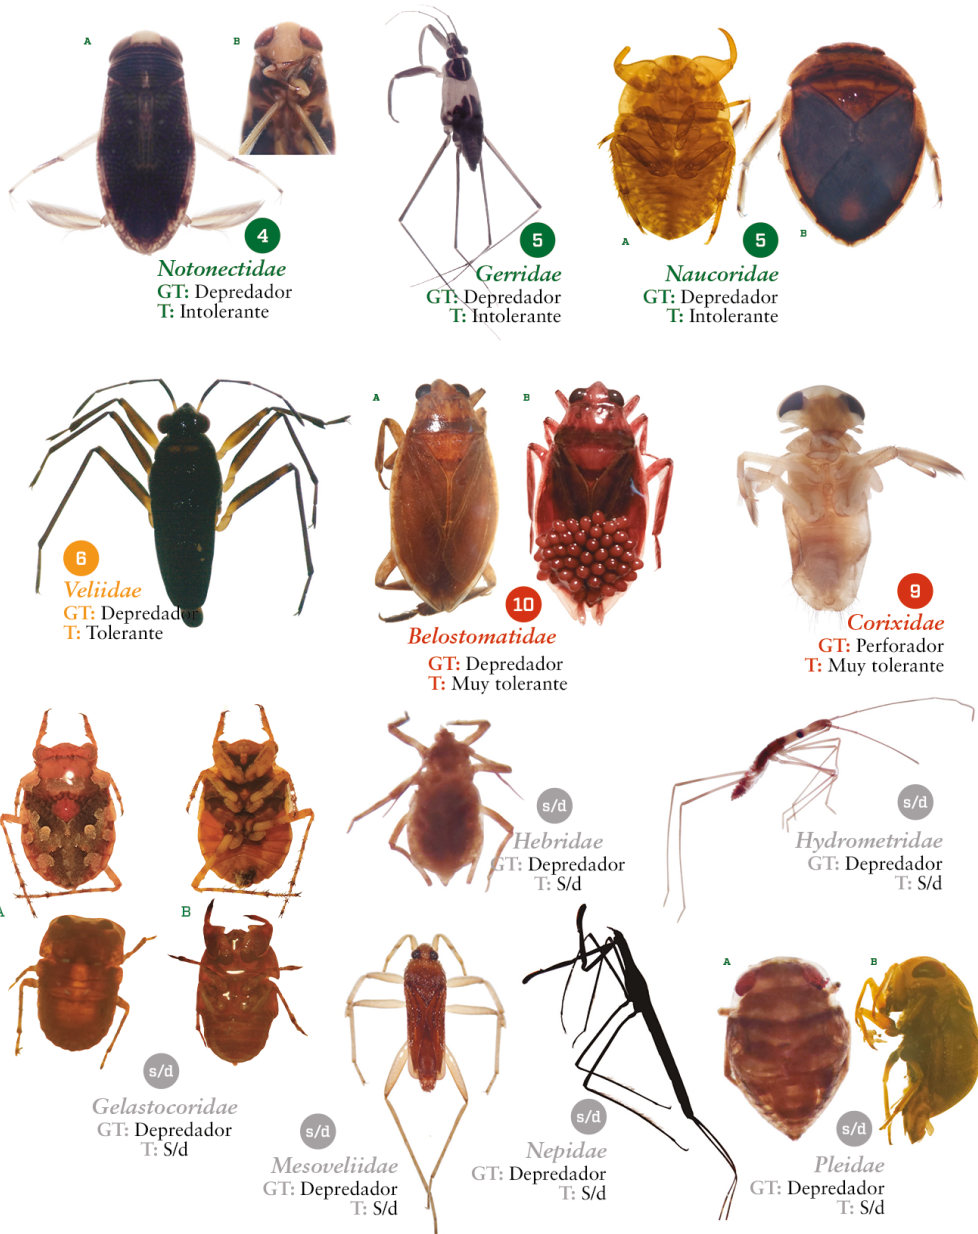 A
B
4
Notonectidae
GT: Depredador
T: Intolerante
5
Gerridae
GT: Depredador
T: Intolerante
A
B
5
Naucoridae
GT: Depredador
T: Intolerante
6
Veliidae
GT: Depredador
T: Tolerante
A
B
10
Belostomatidae
GT: Depredador
T: Muy tolerante
9
Corixidae
GT: Perforador
T: Muy tolerante
s/d
Hebridae
GT: Depredador
T: S/d
s/d
Hydrometridae
GT: Depredador
T: S/d
A
B
s/d
Gelastocoridae
GT: Depredador
T: S/d
s/d
Mesoveliidae
GT: Depredador
T: S/d
s/d
Nepidae
GT: Depredador
T: S/d
A
B
s/d
Pleidae
GT: Depredador
T: S/d